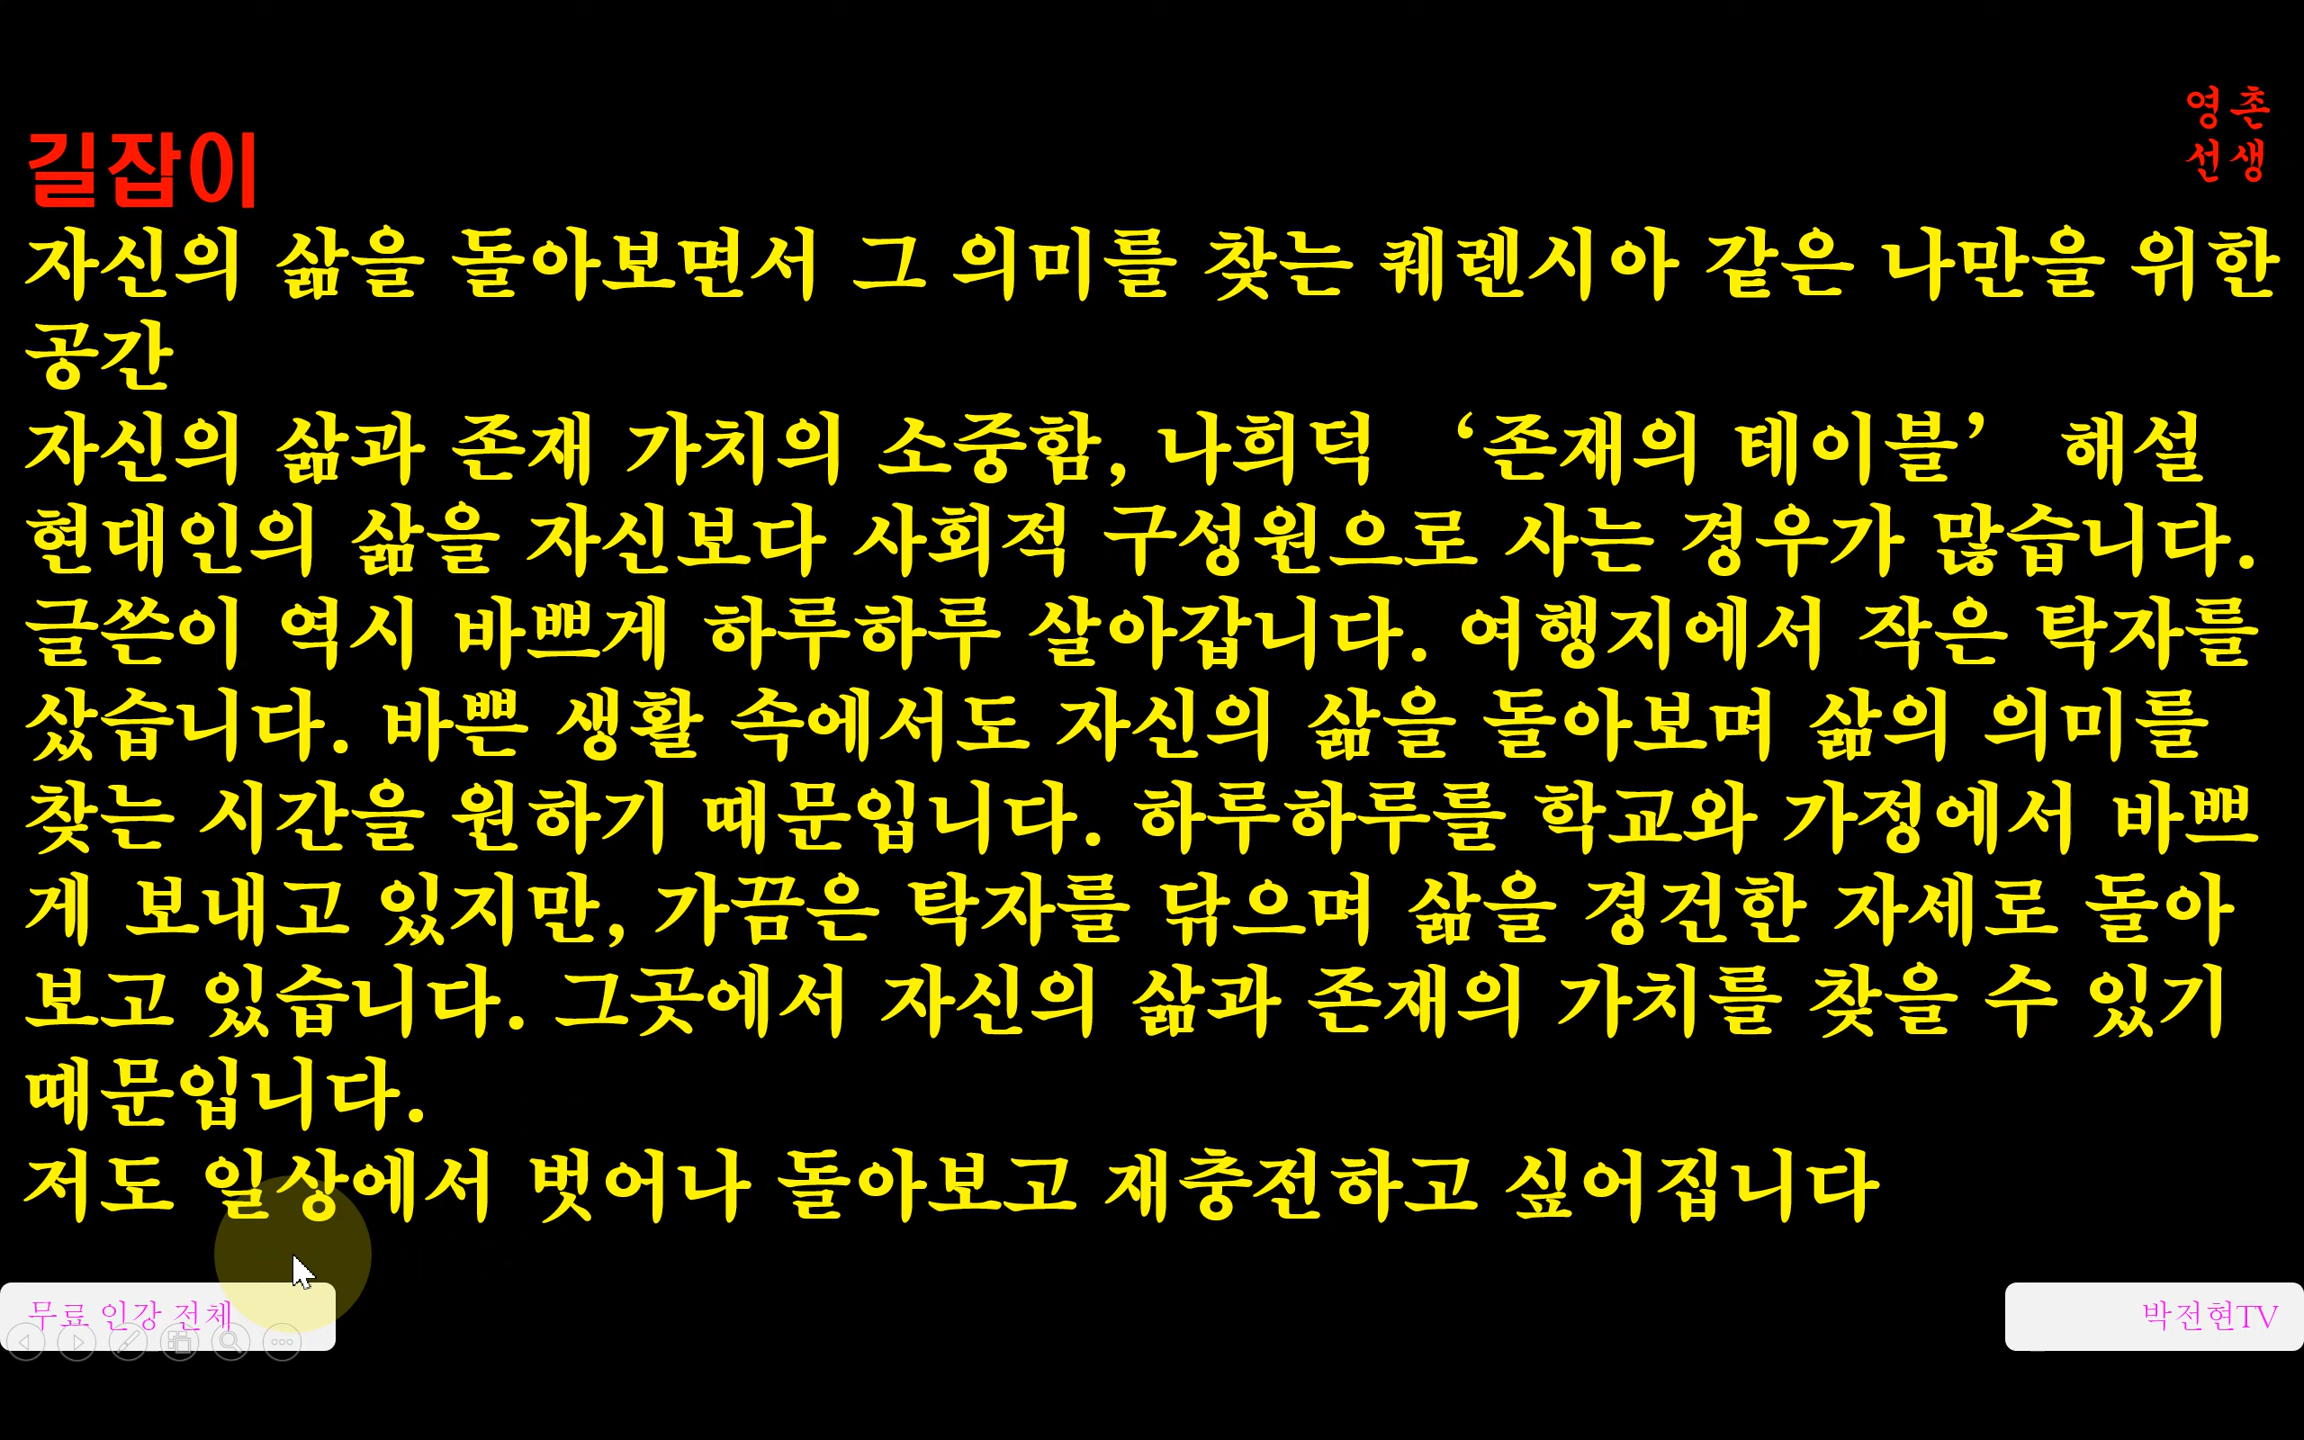 영촌
선생
길잡이
자신의 삶을 돌아보면서 그 의미를 찾는 퀘렌시아 같은 나만을 위한
공간
자신의 삶과 존재 가치의 소중함, 나희덕 ‘존재의 테이블’ 해설
현대인의 삶을 자신보다 사회적 구성원으로 사는 경우가 많습니다.
글쓴이 역시 바쁘게 하루하루 살아갑니다. 여행지에서 작은 탁자를
샀습니다. 바쁜 생활 속에서도 자신의 삶을 돌아보며 삶의 의미를
찾는 시간을 원하기 때문입니다. 하루하루를 학교와 가정에서 바쁘
게 보내고 있지만, 가끔은 탁자를 닦으며 삶을 경건한 자세로 돌아
보고 있습니다. 그곳에서 자신의 삶과 존재의 가치를 찾을 수 있기
때문입니다.
저도 일상에서 벗어나 돌아보고 재충전하고 싶어집니다
무료 인강 전체
박전현TV